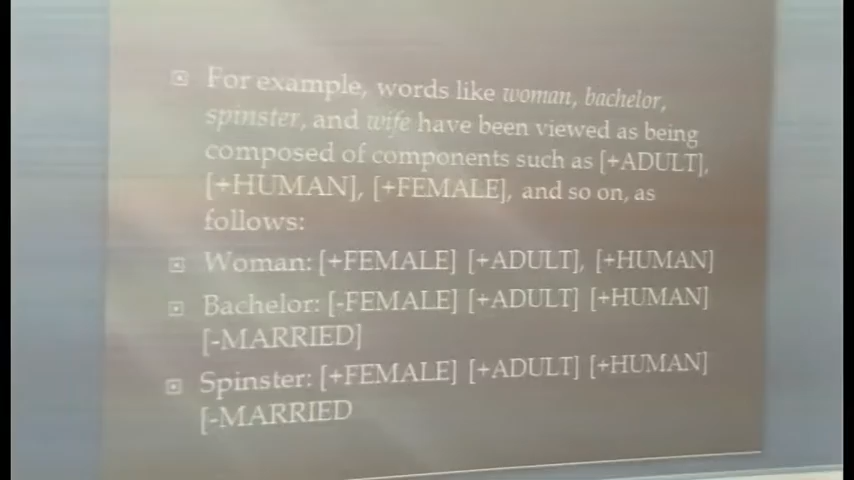 For example, words like woman, bachelor,
spinster, and wife have been viewed as being
composed of components such as [+ADULT],
[+HUMAN], [+FEMALE], and so on, as
follows:
Woman: [+FEMALE] [+ADULT], [+HUMAN]
Bachelor: [-FEMALE] [+ADULT] [+HUMAN]
[-MARRIED]
Spinster: [+FEMALE] [+ADULT] [+HUMAN]
[-MARRIED